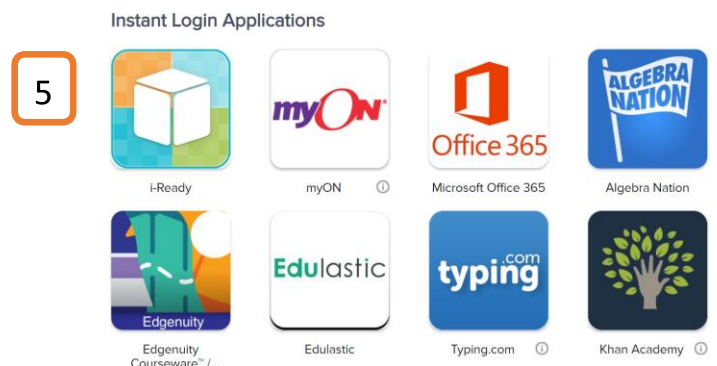 Instant Login Applications
5
myON
Office 365
ALGEBRA
NATION
i-Ready
myON
Microsoft Office 365
Algebra Nation
Edgenuity
Edulastic
typing
.com
Edgenuity
Courseware™ /
Edulastic
Typing.com
Khan Academy